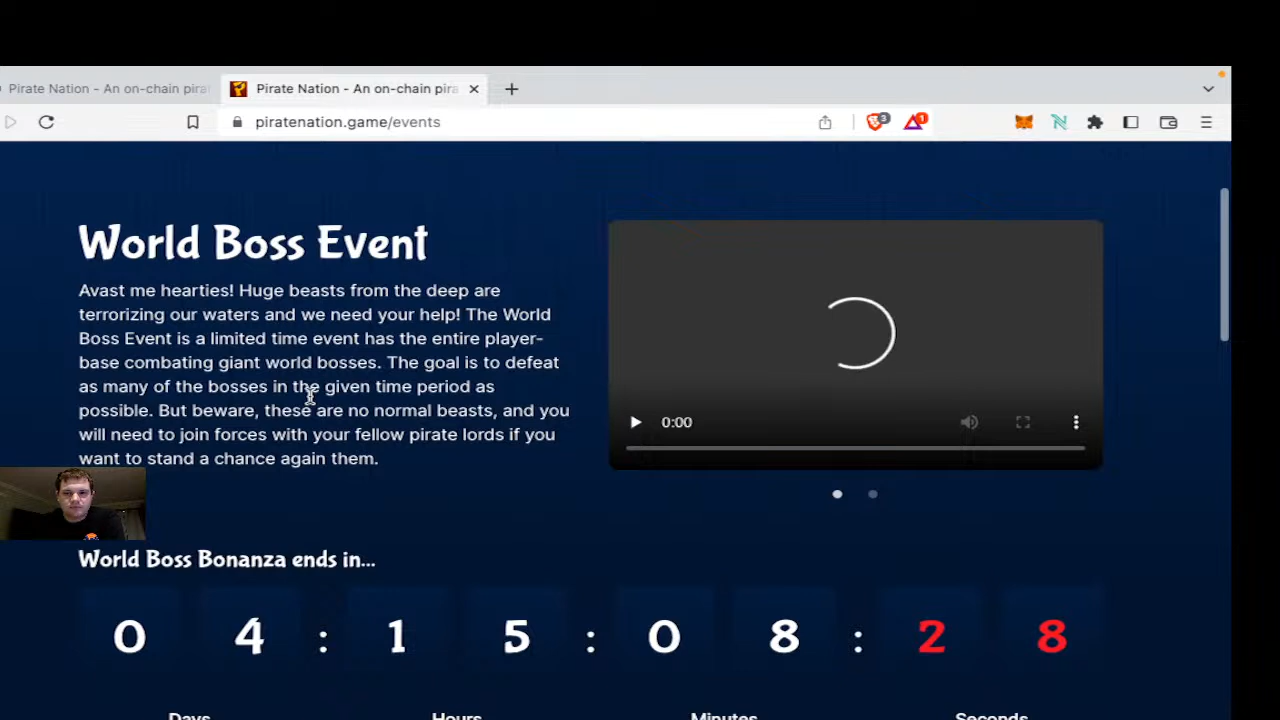 Pirate Nation - An on-chain pira
Pirate Nation - An on-chain pira
piratenation.game/events
3
1
World Boss Event
Avast me hearties! Huge beasts from the deep are
terrorizing our waters and we need your help! The World
Boss Event is a limited time event has the entire player-
base combating giant world bosses. The goal is to defeat
as many of the bosses in the given time period as
possible. But beware, these are no normal beasts, and you
will need to join forces with your fellow pirate lords if you
want to stand a chance again them.
0:00
World Boss Bonanza ends in...
0 4 : 1 5 : 0 8 : 2 8
Days Hours Minutes Seconds